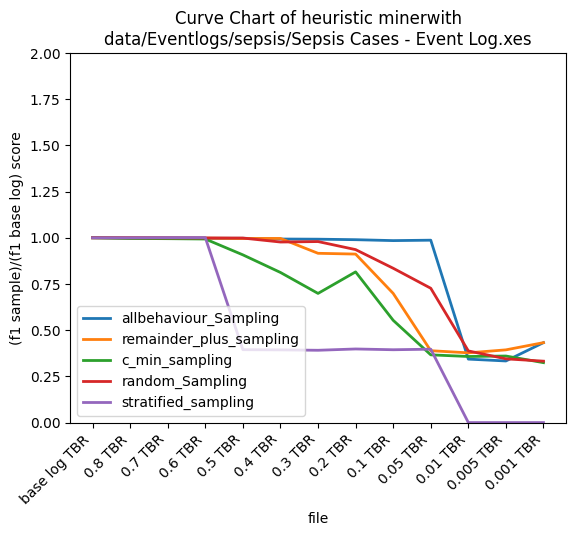 Curve Chart of heuristic minerwith
data/Eventlogs/sepsis/Sepsis Cases - Event Log.xes
(f1 sample)/(f1 base log) score
2.00
1.75
1.50
1.25
1.00
0.75
0.50
0.25
0.00
allbehaviour_Sampling
remainder_plus_sampling
c_min_sampling
random_Sampling
stratified_sampling
base log TBR
0.8 TBR
0.7 TBR
0.6 TBR
0.5 TBR
0.4 TBR
0.3 TBR
0.2 TBR
0.1 TBR
0.05 TBR
0.01 TBR
0.005 TBR
0.001 TBR
file